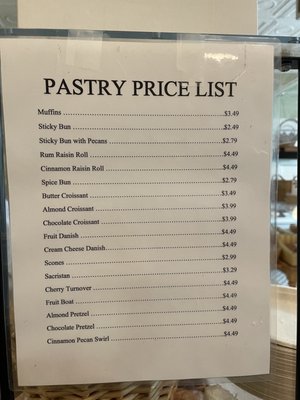 PASTRY PRICE LIST
Muffins ........ $3.49
Sticky Bun ........ $2.49
Sticky Bun with Pecans ........ $2.79
Rum Raisin Roll ........ $4.49
Cinnamon Raisin Roll ........ $4.49
Spice Bun ........ $2.79
Butter Croissant ........ $3.49
Almond Croissant ........ $3.99
Chocolate Croissant ........ $3.99
Fruit Danish ........ $4.49
Cream Cheese Danish ........ $4.49
Scones ........ $2.99
Sacristan ........ $3.29
Cherry Turnover ........ $4.49
Fruit Boat ........ $4.49
Almond Pretzel ........ $4.49
Chocolate Pretzel ........ $4.49
Cinnamon Pecan Swirl ........ $4.49